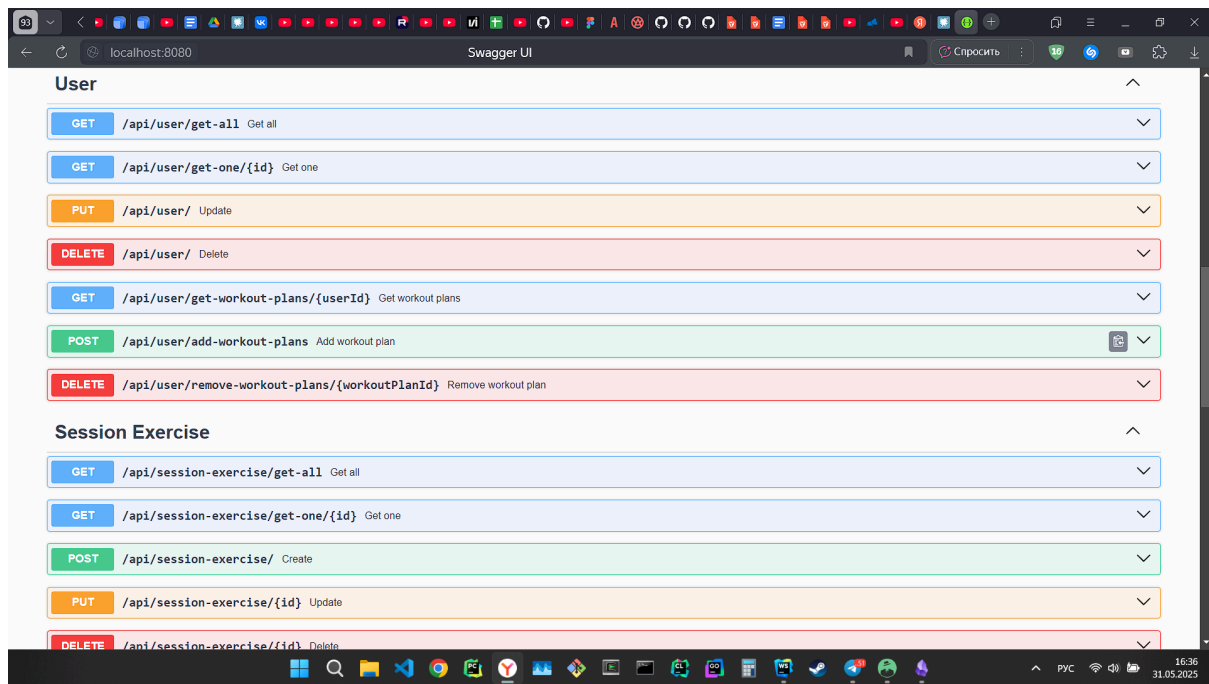 93
localhost:8080
Swagger UI
Спросить
16
User
GET /api/user/get-all Get all
GET /api/user/get-one/{id} Get one
PUT /api/user/ Update
DELETE /api/user/ Delete
GET /api/user/get-workout-plans/{userId} Get workout plans
POST /api/user/add-workout-plans Add workout plan
DELETE /api/user/remove-workout-plans/{workoutPlanId} Remove workout plan
Session Exercise
GET /api/session-exercise/get-all Get all
GET /api/session-exercise/get-one/{id} Get one
POST /api/session-exercise/ Create
PUT /api/session-exercise/{id} Update
DELETE /api/session-exercise/{id} Delete
РУС
16:36
31.05.2025